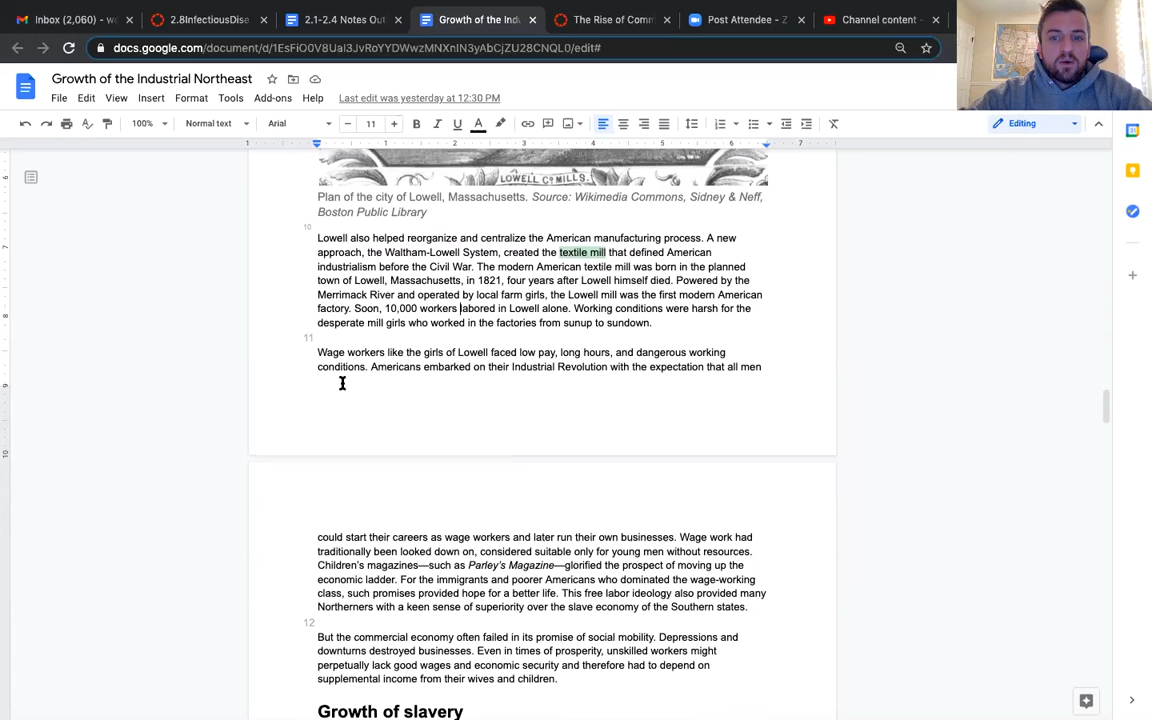 Inbox (2,060) - w
2.8InfectiousDise
2.1-2.4 Notes Out
Growth of the Indu
The Rise of Comm
Post Attendee - Z
Channel content -
docs.google.com/document/d/1EsFiO0V8UaI3JvRoYYDWwzMNXnIN3yAbCjZU28CNQL0/edit#
Growth of the Industrial Northeast
File Edit View Insert Format Tools Add-ons Help Last edit was yesterday at 12:30 PM
100% Normal text Arial 11 Editing
LOWELL CO. MILLS.
Plan of the city of Lowell, Massachusetts. Source: Wikimedia Commons, Sidney & Neff,
Boston Public Library
10
Lowell also helped reorganize and centralize the American manufacturing process. A new
approach, the Waltham-Lowell System, created the textile mill that defined American
industrialism before the Civil War. The modern American textile mill was born in the planned
town of Lowell, Massachusetts, in 1821, four years after Lowell himself died. Powered by the
Merrimack River and operated by local farm girls, the Lowell mill was the first modern American
factory. Soon, 10,000 workers labored in Lowell alone. Working conditions were harsh for the
desperate mill girls who worked in the factories from sunup to sundown.
11
Wage workers like the girls of Lowell faced low pay, long hours, and dangerous working
conditions. Americans embarked on their Industrial Revolution with the expectation that all men
could start their careers as wage workers and later run their own businesses. Wage work had
traditionally been looked down on, considered suitable only for young men without resources.
Children's magazines—such as Parley's Magazine—glorified the prospect of moving up the
economic ladder. For the immigrants and poorer Americans who dominated the wage-working
class, such promises provided hope for a better life. This free labor ideology also provided many
Northerners with a keen sense of superiority over the slave economy of the Southern states.
12
But the commercial economy often failed in its promise of social mobility. Depressions and
downturns destroyed businesses. Even in times of prosperity, unskilled workers might
perpetually lack good wages and economic security and therefore had to depend on
supplemental income from their wives and children.
Growth of slavery